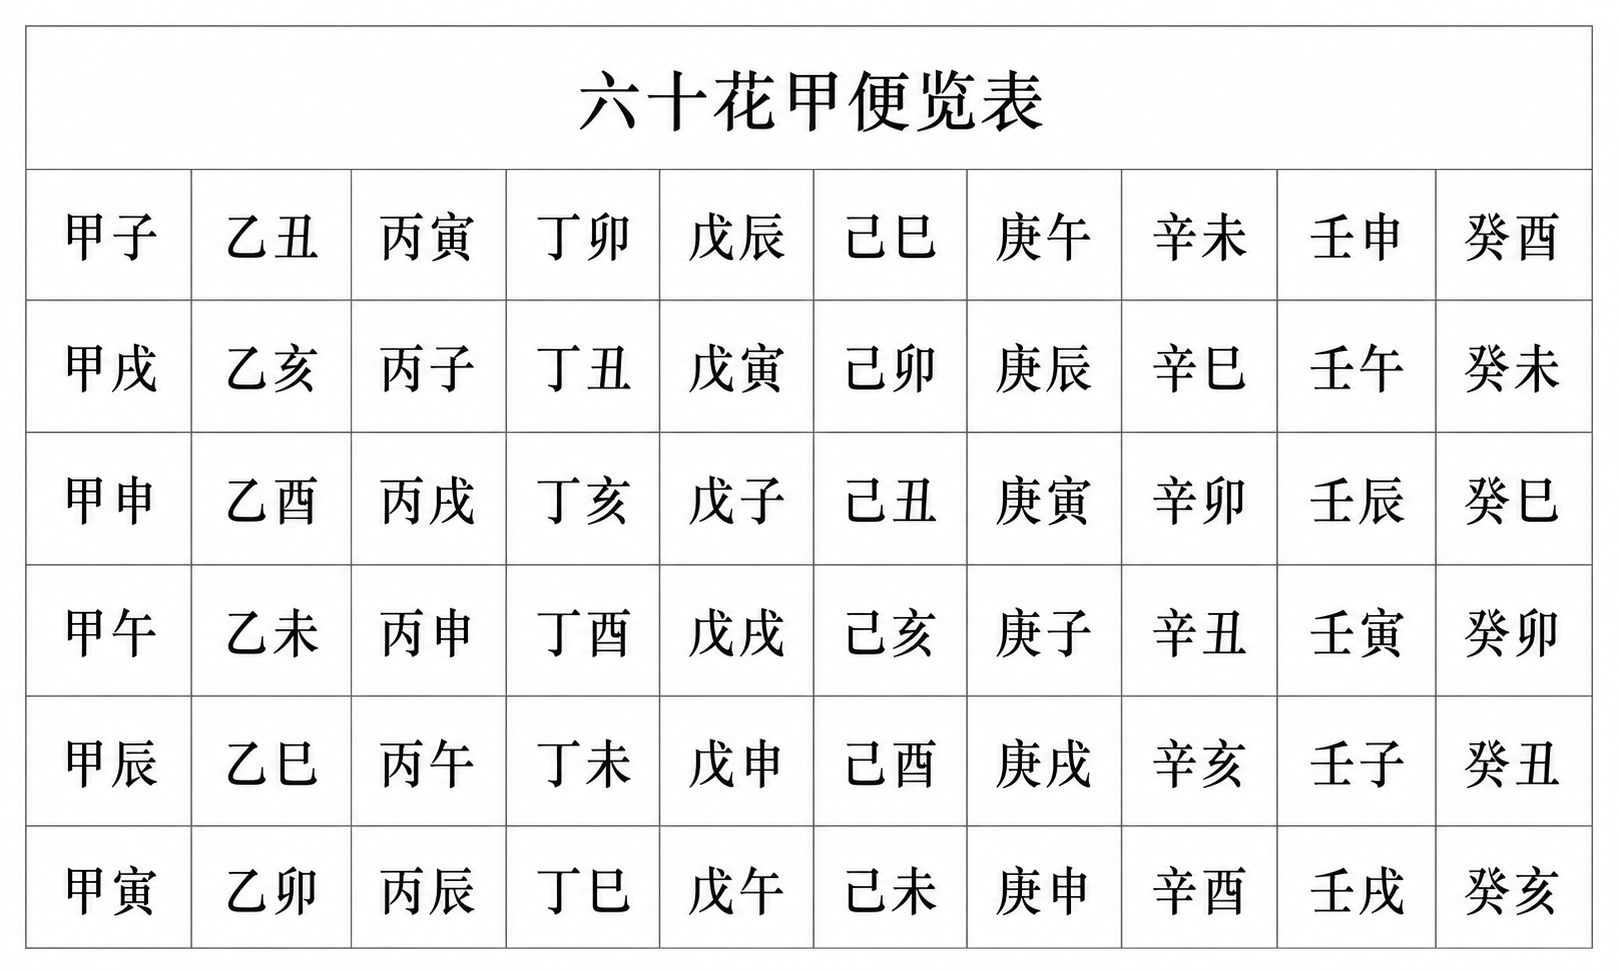 六十花甲便览表
甲子 乙丑 丙寅 丁卯 戊辰 己巳 庚午 辛未 壬申 癸酉
甲戌 乙亥 丙子 丁丑 戊寅 己卯 庚辰 辛巳 壬午 癸未
甲申 乙酉 丙戌 丁亥 戊子 己丑 庚寅 辛卯 壬辰 癸巳
甲午 乙未 丙申 丁酉 戊戌 己亥 庚子 辛丑 壬寅 癸卯
甲辰 乙巳 丙午 丁未 戊申 己酉 庚戌 辛亥 壬子 癸丑
甲寅 乙卯 丙辰 丁巳 戊午 己未 庚申 辛酉 壬戌 癸亥